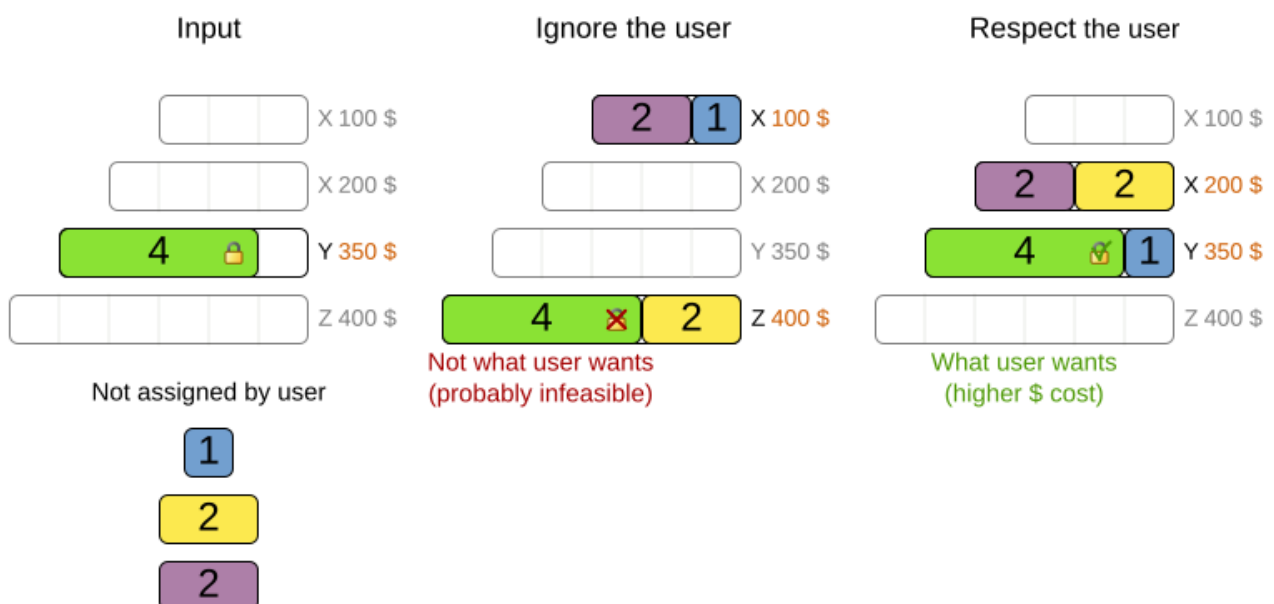 Input
X 100 $
X 200 $
4 Y 350 $
Z 400 $
Not assigned by user
1
2
2
Ignore the user
2 1 X 100 $
X 200 $
Y 350 $
4 2 Z 400 $
Not what user wants
(probably infeasible)
Respect the user
X 100 $
2 2 X 200 $
4 1 Y 350 $
Z 400 $
What user wants
(higher $ cost)